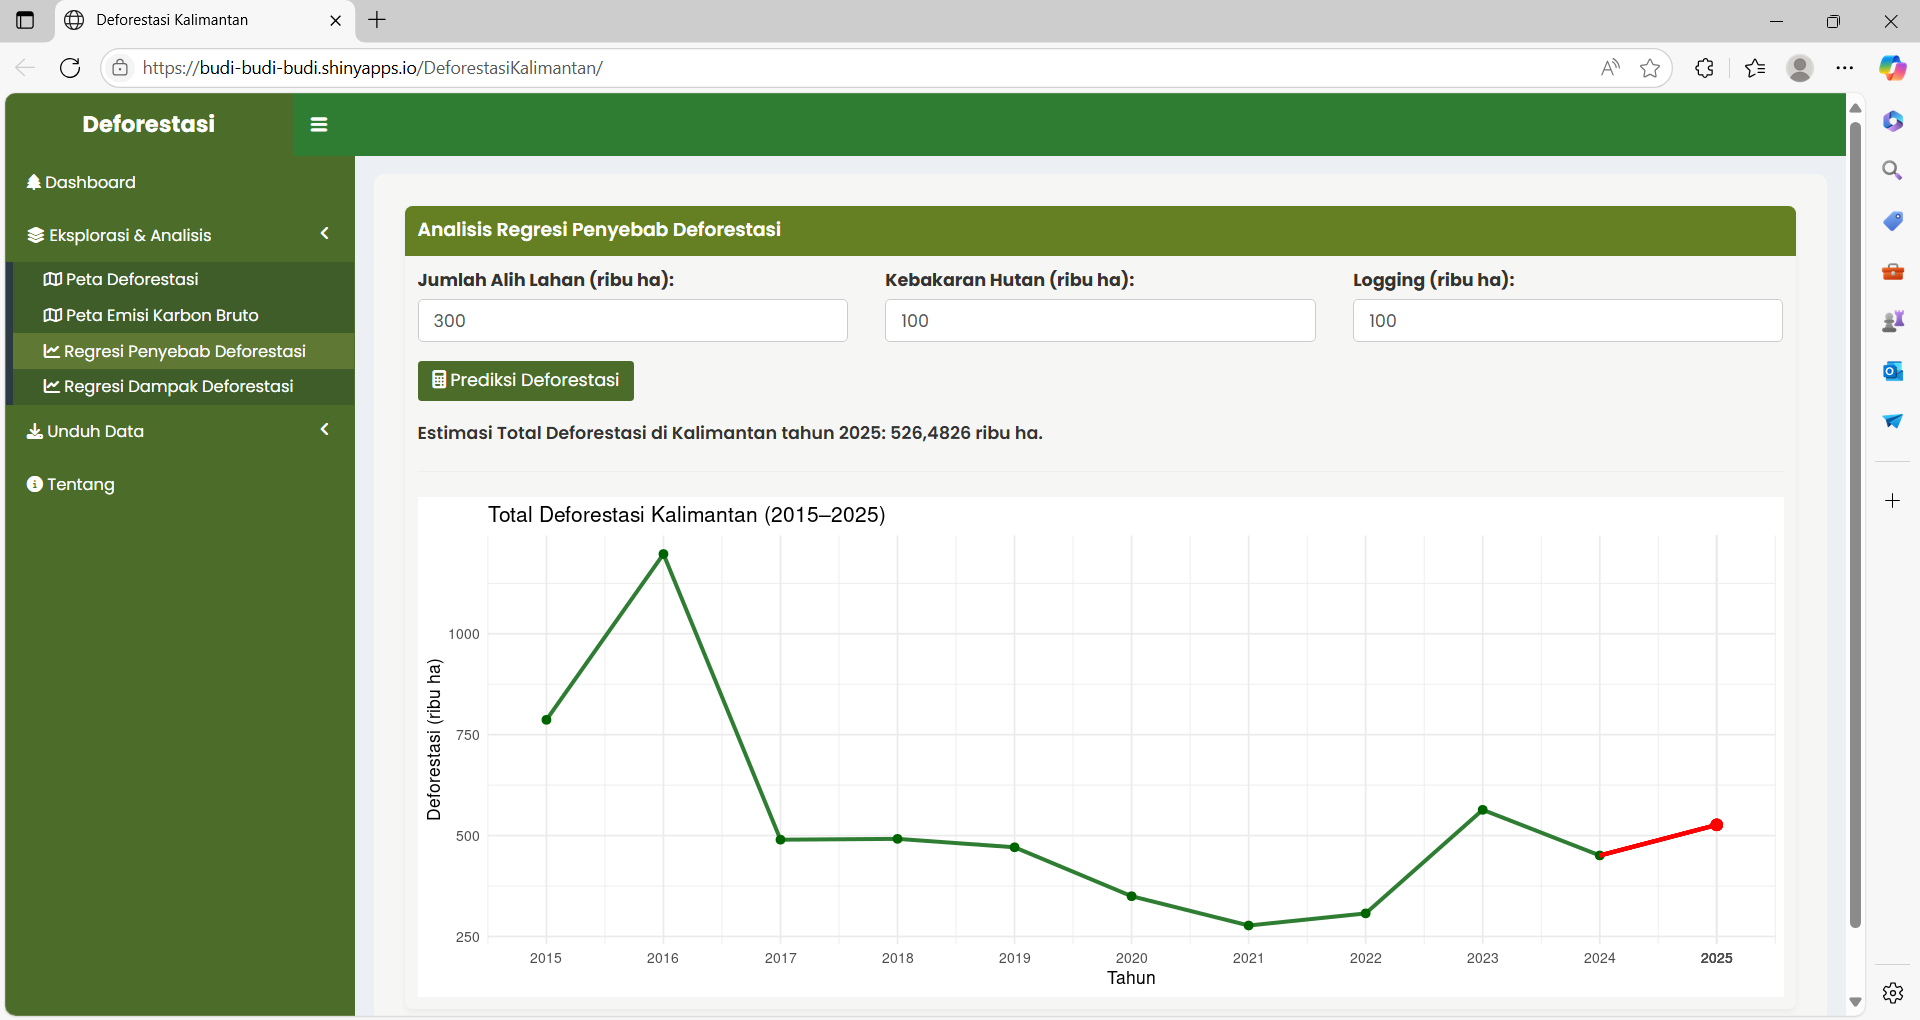 Deforestasi Kalimantan
https://budi-budi-budi.shinyapps.io/DeforestasiKalimantan/
Deforestasi
Dashboard
Eksplorasi & Analisis
Peta Deforestasi
Peta Emisi Karbon Bruto
Regresi Penyebab Deforestasi
Regresi Dampak Deforestasi
Unduh Data
Tentang
Analisis Regresi Penyebab Deforestasi
Jumlah Alih Lahan (ribu ha): Kebakaran Hutan (ribu ha): Logging (ribu ha):
300 100 100
Prediksi Deforestasi
Estimasi Total Deforestasi di Kalimantan tahun 2025: 526,4826 ribu ha.
Total Deforestasi Kalimantan (2015–2025)
Deforestasi (ribu ha)
1000
750
500
250
2015 2016 2017 2018 2019 2020 2021 2022 2023 2024 2025
Tahun